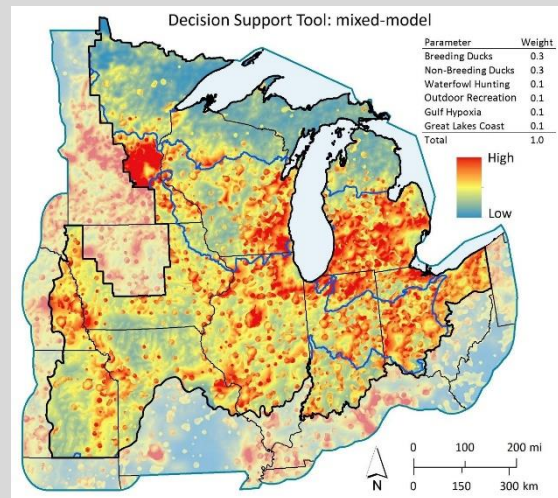 Decision Support Tool: mixed-model
Parameter Weight
Breeding Ducks 0.3
Non-Breeding Ducks 0.3
Waterfowl Hunting 0.1
Outdoor Recreation 0.1
Gulf Hypoxia 0.1
Great Lakes Coast 0.1
Total 1.0
High
Low
0 100 200 mi
N
0 150 300 km